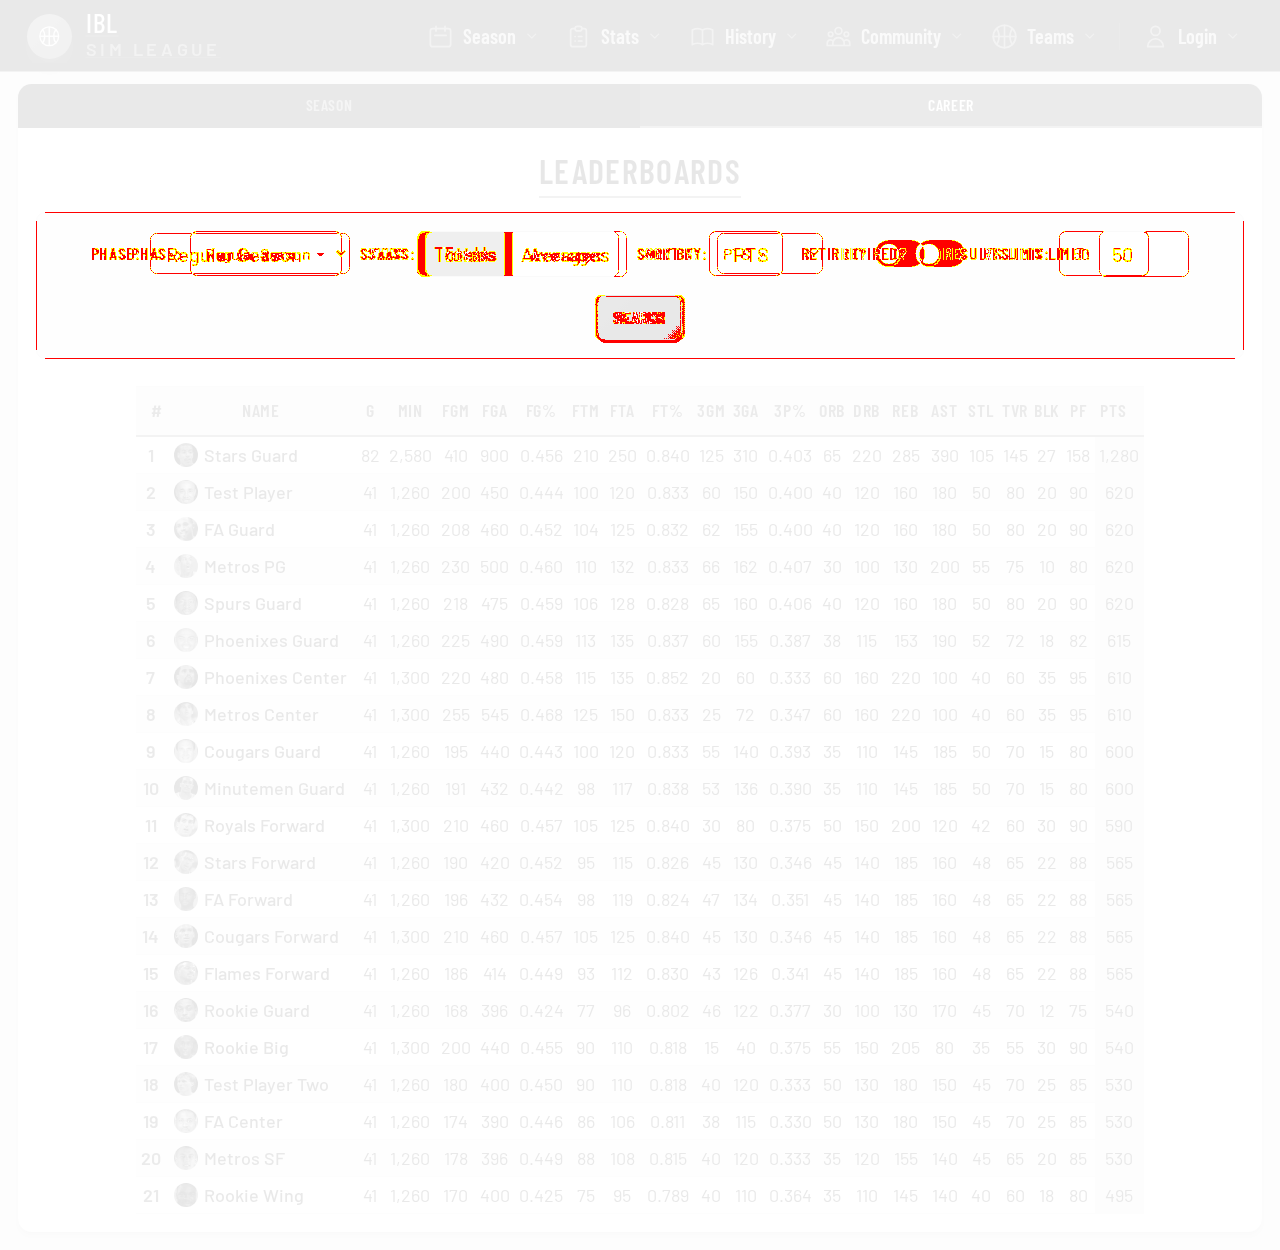 IBL
SIM LEAGUE
Season
Stats
History
Community
Teams
Login
SEASON
CAREER
LEADERBOARDS
Totals
Averages
PTS
50
SEARCH
# NAME G MIN FGM FGA FG% FTM FTA FT% 3GM 3GA 3P% ORB DRB REB AST STL TVR BLK PF PTS
1 Stars Guard 82 2,580 410 900 0.456 210 250 0.840 125 310 0.403 65 220 285 390 105 145 27 158 1,280
2 Test Player 41 1,260 200 450 0.444 100 120 0.833 60 150 0.400 40 120 160 180 50 80 20 90 620
3 FA Guard 41 1,260 208 460 0.452 104 125 0.832 62 155 0.400 40 120 160 180 50 80 20 90 620
4 Metros PG 41 1,260 230 500 0.460 110 132 0.833 66 162 0.407 30 100 130 200 55 75 10 80 620
5 Spurs Guard 41 1,260 218 475 0.459 106 128 0.828 65 160 0.406 40 120 160 180 50 80 20 90 620
6 Phoenixes Guard 41 1,260 225 490 0.459 113 135 0.837 60 155 0.387 38 115 153 190 52 72 18 82 615
7 Phoenixes Center 41 1,300 220 480 0.458 115 135 0.852 20 60 0.333 60 160 220 100 40 60 35 95 610
8 Metros Center 41 1,300 255 545 0.468 125 150 0.833 25 72 0.347 60 160 220 100 40 60 35 95 610
9 Cougars Guard 41 1,260 195 440 0.443 100 120 0.833 55 140 0.393 35 110 145 185 50 70 15 80 600
10 Minutemen Guard 41 1,260 191 432 0.442 98 117 0.838 53 136 0.390 35 110 145 185 50 70 15 80 600
11 Royals Forward 41 1,300 210 460 0.457 105 125 0.840 30 80 0.375 50 150 200 120 42 60 30 90 590
12 Stars Forward 41 1,260 190 420 0.452 95 115 0.826 45 130 0.346 45 140 185 160 48 65 22 88 565
13 FA Forward 41 1,260 196 432 0.454 98 119 0.824 47 134 0.351 45 140 185 160 48 65 22 88 565
14 Cougars Forward 41 1,300 210 460 0.457 105 125 0.840 45 130 0.346 45 140 185 160 48 65 22 88 565
15 Flames Forward 41 1,260 186 414 0.449 93 112 0.830 43 126 0.341 45 140 185 160 48 65 22 88 565
16 Rookie Guard 41 1,260 168 396 0.424 77 96 0.802 46 122 0.377 30 100 130 170 45 70 12 75 540
17 Rookie Big 41 1,300 200 440 0.455 90 110 0.818 15 40 0.375 55 150 205 80 35 55 30 90 540
18 Test Player Two 41 1,260 180 400 0.450 90 110 0.818 40 120 0.333 50 130 180 150 45 70 25 85 530
19 FA Center 41 1,260 174 390 0.446 86 106 0.811 38 115 0.330 50 130 180 150 45 70 25 85 530
20 Metros SF 41 1,260 178 396 0.449 88 108 0.815 40 120 0.333 35 120 155 140 45 65 20 85 530
21 Rookie Wing 41 1,260 170 400 0.425 75 95 0.789 40 110 0.364 35 110 145 140 40 60 18 80 495